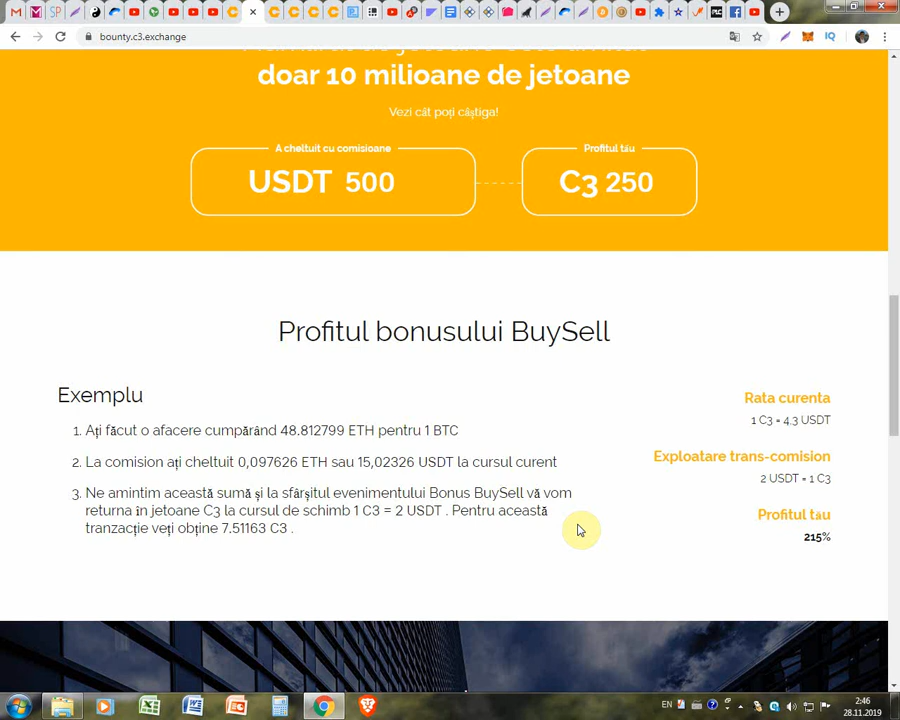 bounty.c3.exchange
doar 10 milioane de jetoane
Vezi cât poți câștiga!
A cheltuit cu comisioane
USDT 500
Profitul tău
C3 250
Profitul bonusului BuySell
Exemplu
1. Ați făcut o afacere cumpărând 48.812799 ETH pentru 1 BTC
2. La comision ați cheltuit 0,097626 ETH sau 15,02326 USDT la cursul curent
3. Ne amintim această sumă și la sfârșitul evenimentului Bonus BuySell vă vom
returna în jetoane C3 la cursul de schimb 1 C3 = 2 USDT . Pentru această
tranzacție veți obține 7.51163 C3 .
Rata curenta
1 C3 = 4.3 USDT
Exploatare trans-comision
2 USDT = 1 C3
Profitul tău
215%
EN
2:46
28.11.2019